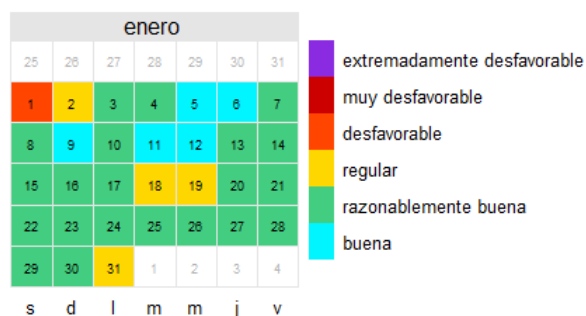 enero
25 26 27 28 29 30 31
1 2 3 4 5 6 7
8 9 10 11 12 13 14
15 16 17 18 19 20 21
22 23 24 25 26 27 28
29 30 31 1 2 3 4
s d l m m j v
extremadamente desfavorable
muy desfavorable
desfavorable
regular
razonablemente buena
buena